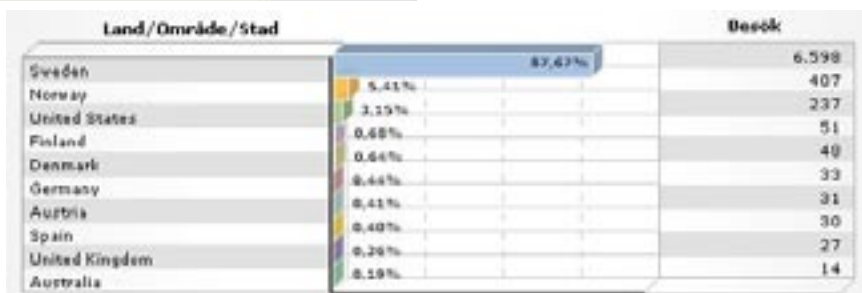 Land/Område/Stad Besök
Sweden 87,67% 6.598
Norway 5,41% 407
United States 3,15% 237
Finland 0,68% 51
Denmark 0,64% 48
Germany 0,44% 33
Austria 0,41% 31
Spain 0,40% 30
United Kingdom 0,26% 27
Australia 0,19% 14